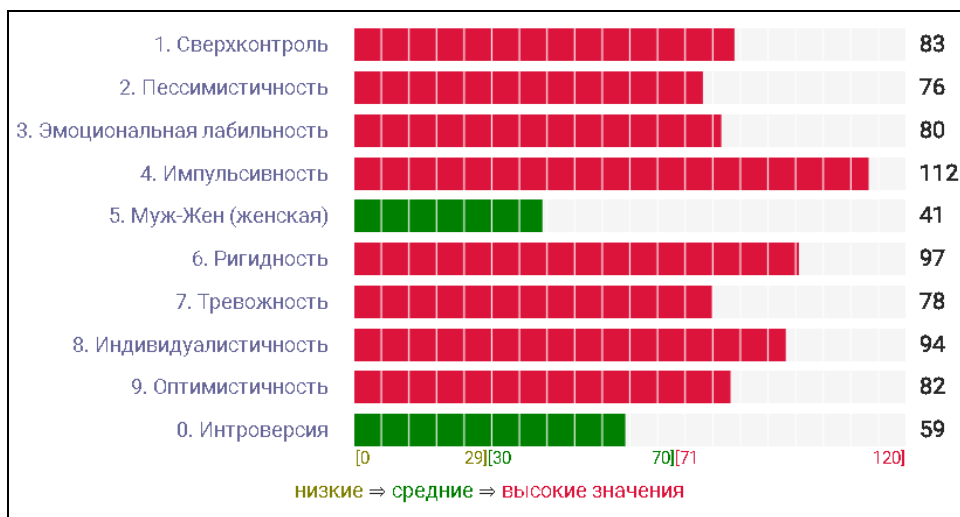 1. Сверхконтроль 83
2. Пессимистичность 76
3. Эмоциональная лабильность 80
4. Импульсивность 112
5. Муж-Жен (женская) 41
6. Ригидность 97
7. Тревожность 78
8. Индивидуалистичность 94
9. Оптимистичность 82
0. Интроверсия 59
[0 29][30 70][71 120]
низкие ⇒ средние ⇒ высокие значения